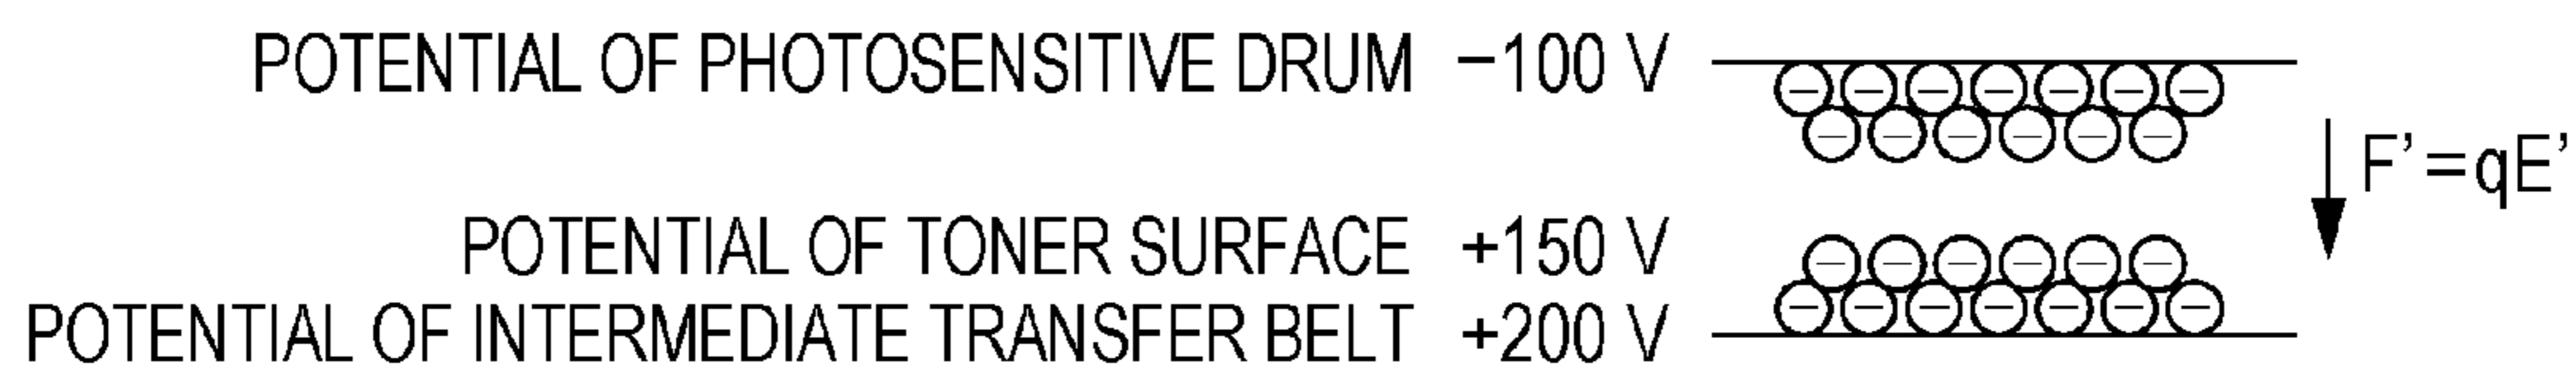 POTENTIAL OF PHOTOSENSITIVE DRUM −100 V
F’=qE’
POTENTIAL OF TONER SURFACE +150 V
POTENTIAL OF INTERMEDIATE TRANSFER BELT +200 V